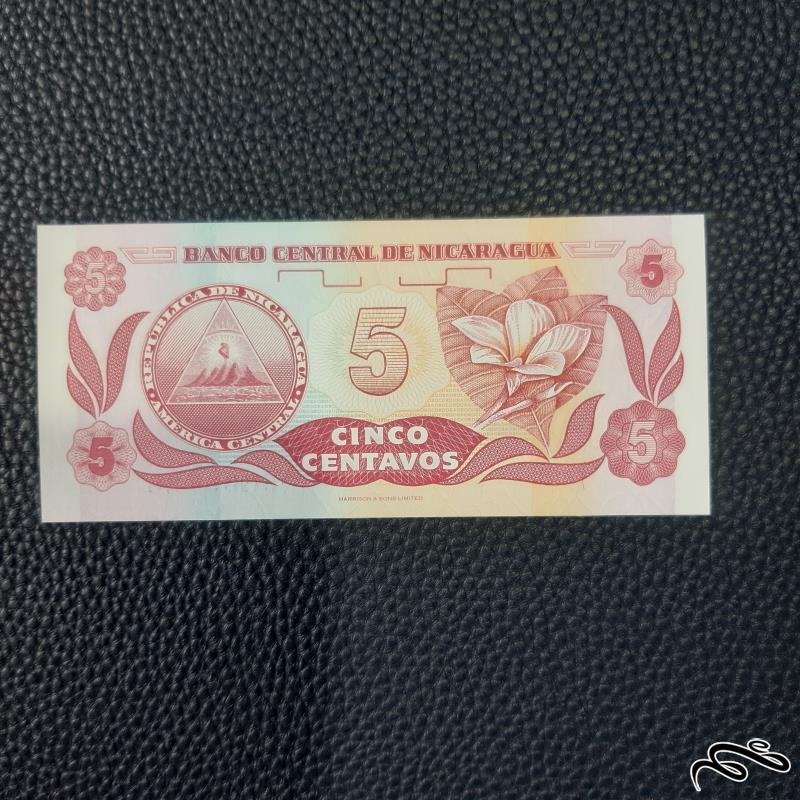 BANCO CENTRAL DE NICARAGUA
5 5
REPUBLICA DE NICARAGUA
AMERICA CENTRAL
5
5 5
CINCO
CENTAVOS
HARRISON & SONS LIMITED